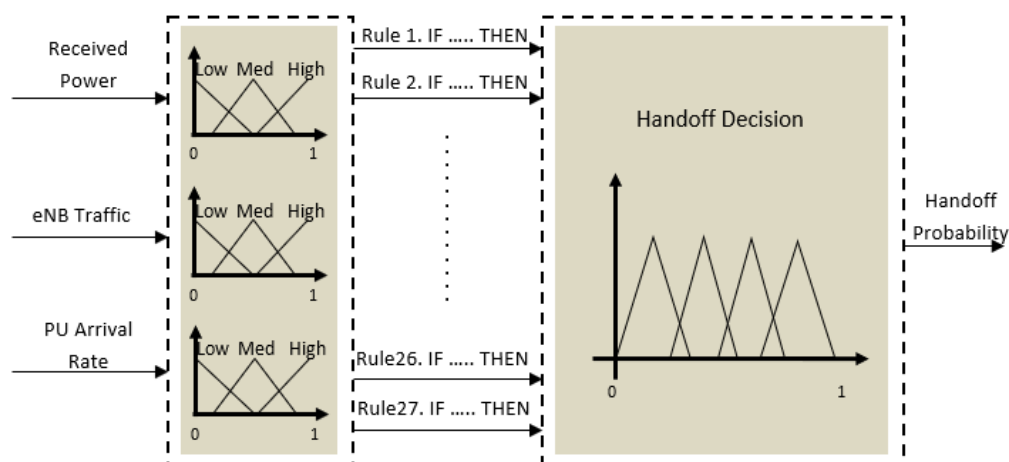 Received
Power
eNB Traffic
PU Arrival
Rate
Low Med High
0 1
Low Med High
0 1
Low Med High
0 1
Rule 1. IF ..... THEN
Rule 2. IF ..... THEN
Rule26. IF ..... THEN
Rule27. IF ..... THEN
Handoff Decision
0 1
Handoff
Probability